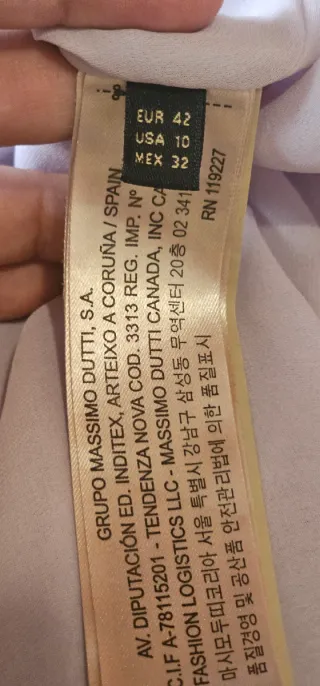 EUR 42
USA 10
MEX 32
RN 119227
GRUPO MASSIMO DUTTI, S.A.
AV. DIPUTACIÓN ED. INDITEX, ARTEIXO A CORUÑA / SPAIN
C.I.F A-78115201 - TENDENZA NOVA COD. 3313 REG. IMP. Nº
FASHION LOGISTICS LLC - MASSIMO DUTTI CANADA, INC CA
마시모두띠코리아 서울 특별시 강남구 삼성동 무역센터 20층 02 341
품질경영 및 공산품 안전관리법에 의한 품질표시